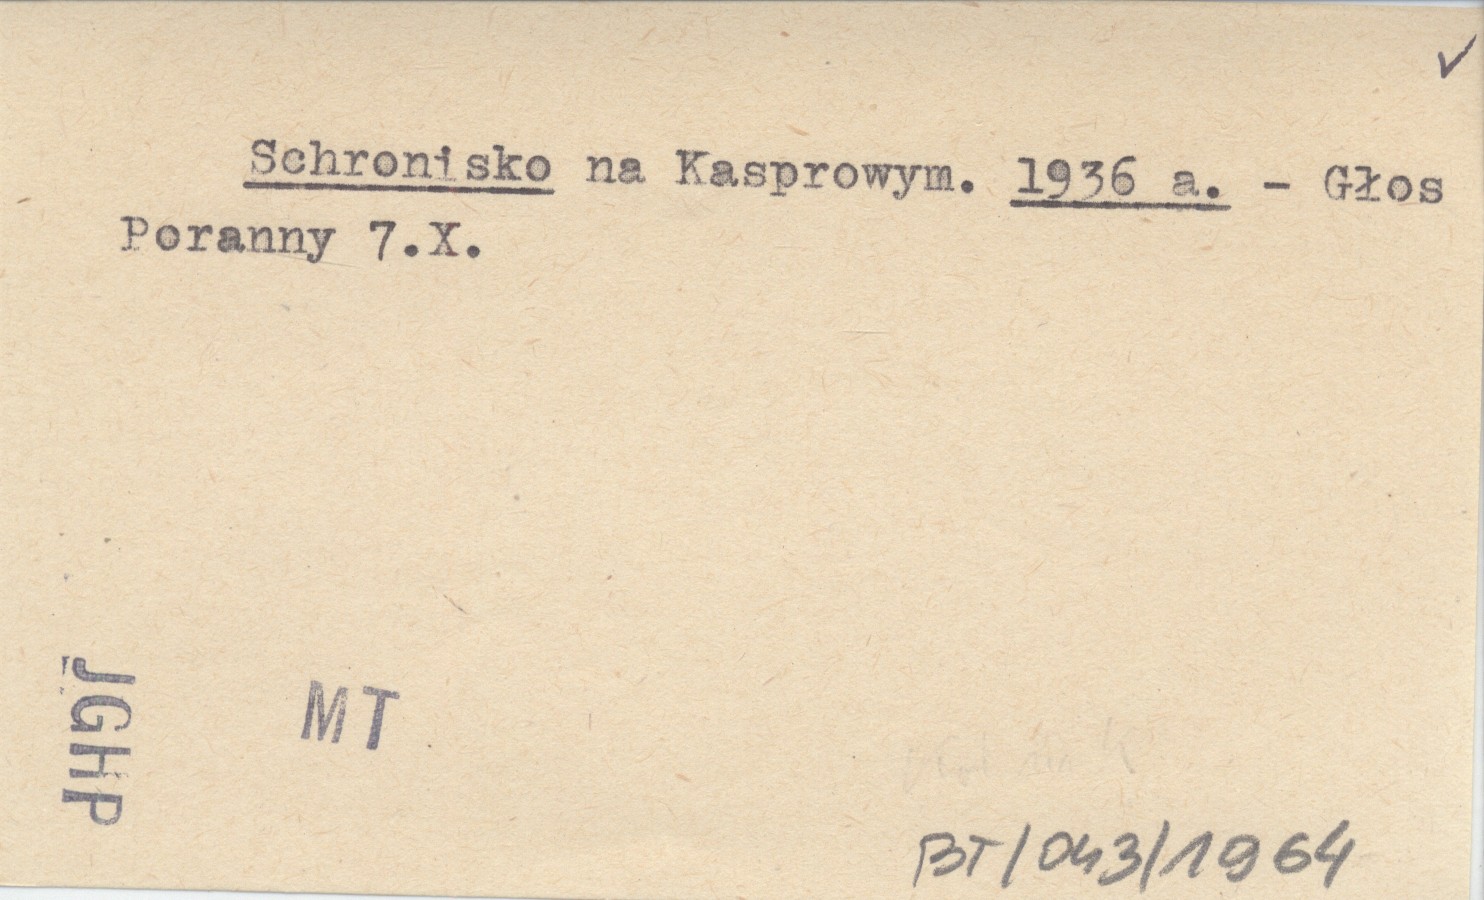 Schronisko na Kasprowym. 1936 a. - Głos
Poranny 7.X.
JGHP
MT
BT/043/1964